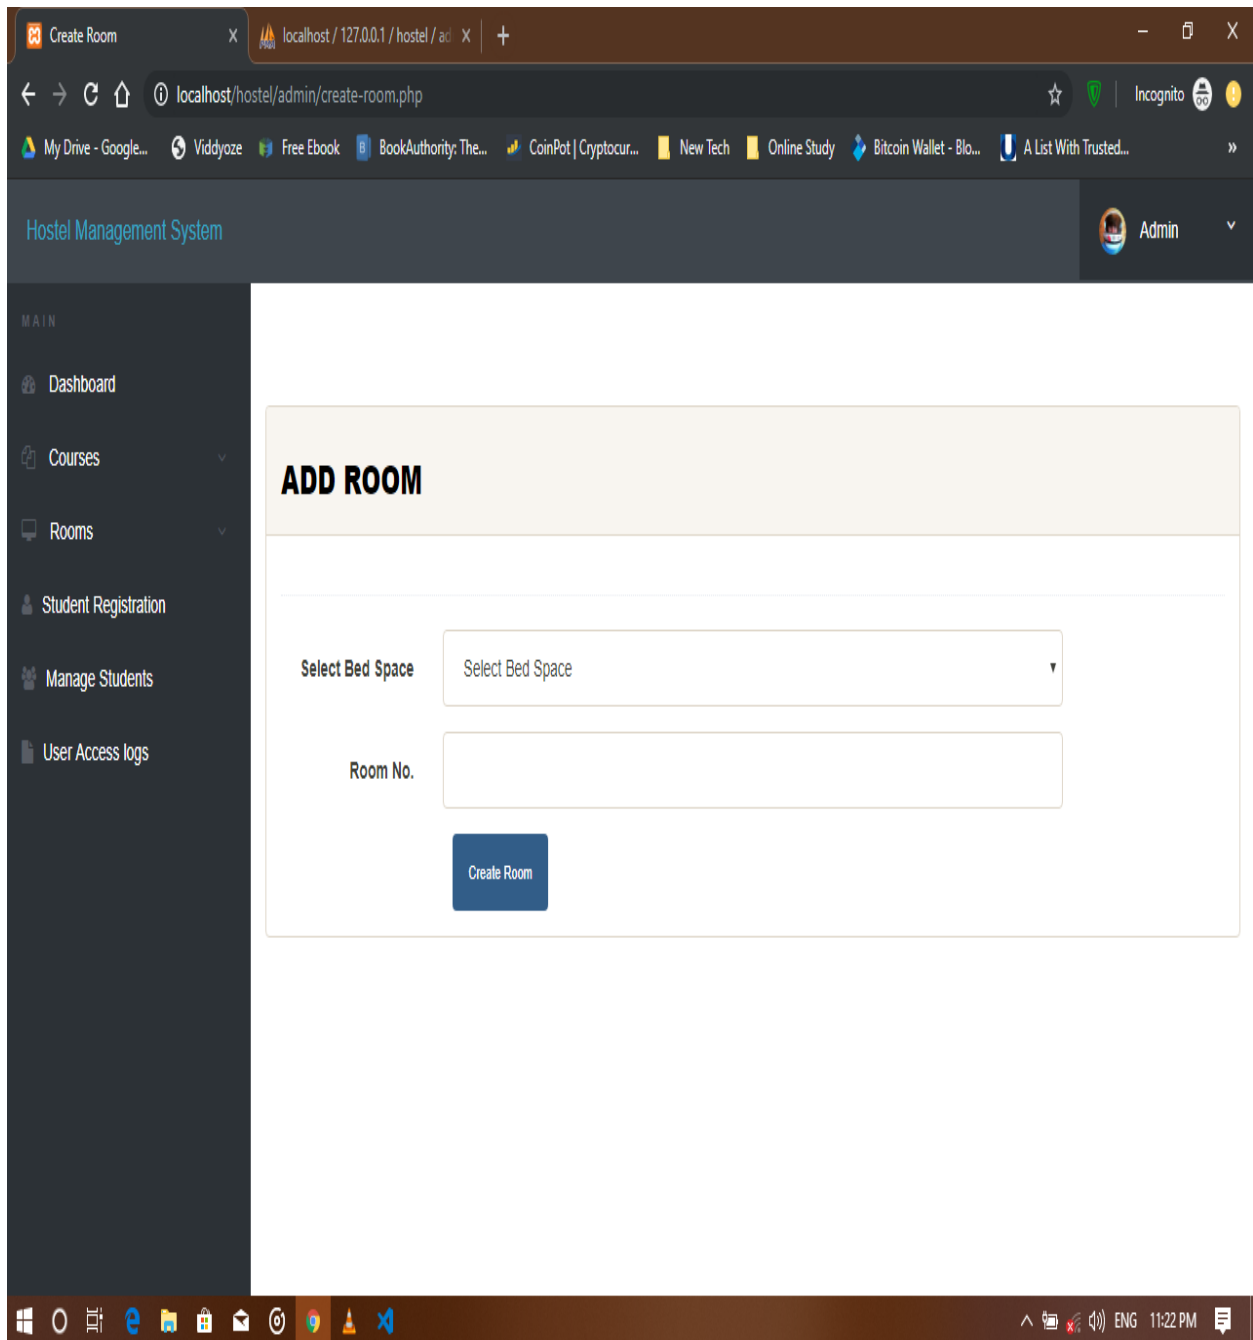 Create Room X localhost / 127.0.0.1 / hostel / ad X +
localhost/hostel/admin/create-room.php Incognito
My Drive - Google... Viddyoze Free Ebook BookAuthority: The... CoinPot | Cryptocur... New Tech Online Study Bitcoin Wallet - Blo... A List With Trusted... »
Hostel Management System Admin
MAIN
Dashboard
Courses
Rooms
Student Registration
Manage Students
User Access logs
ADD ROOM
Select Bed Space Select Bed Space
Room No.
Create Room
ENG 11:22 PM